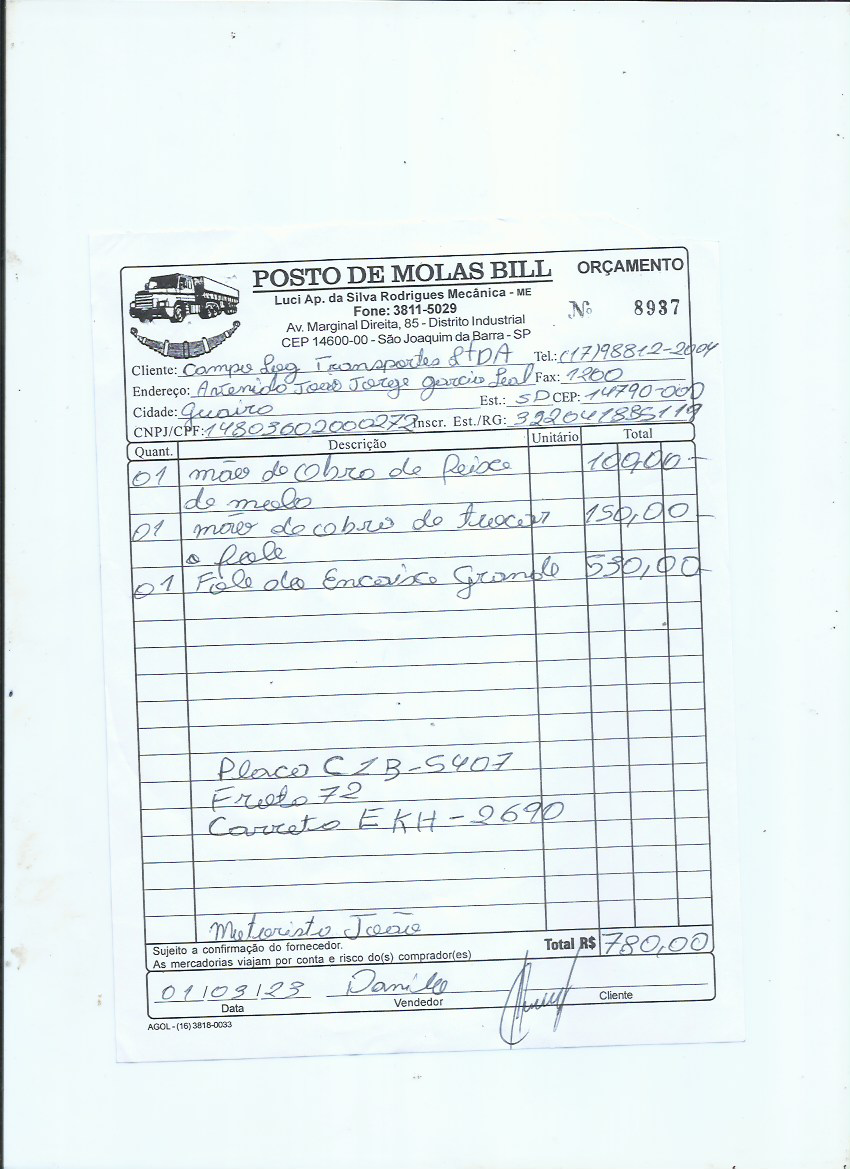 POSTO DE MOLAS BILL
ORÇAMENTO
Luci Ap. da Silva Rodrigues Mecânica - ME
Fone: 3811-5029
Nº 8937
Av. Marginal Direita, 85 - Distrito Industrial
CEP 14600-00 - São Joaquim da Barra - SP
Cliente: Campo Log Transportes LtDA Tel.: (17)98812-2004
Endereço: João Jorge Garcia Leal Fax: 1200
Cidade: Guaira Est.: SP CEP: 14790-000
CNPJ/CPF: 14803602000272 Inscr. Est./RG: 322041885119
Quant. Descrição Unitário Total
01 mão de obra de feixe 100,00
de mola
01 mão de obra de trocar 150,00
o fole
01 Fole do Encaixe Grande 530,00
Placa CZB-5407
Frota 72
Carreta EKH-2690
Motorista João
Sujeito a confirmação do fornecedor.
As mercadorias viajam por conta e risco do(s) comprador(es)
Total R$ 780,00
01/03/23 Danilo
Data Vendedor Cliente
AGOL - (16) 3818-0033